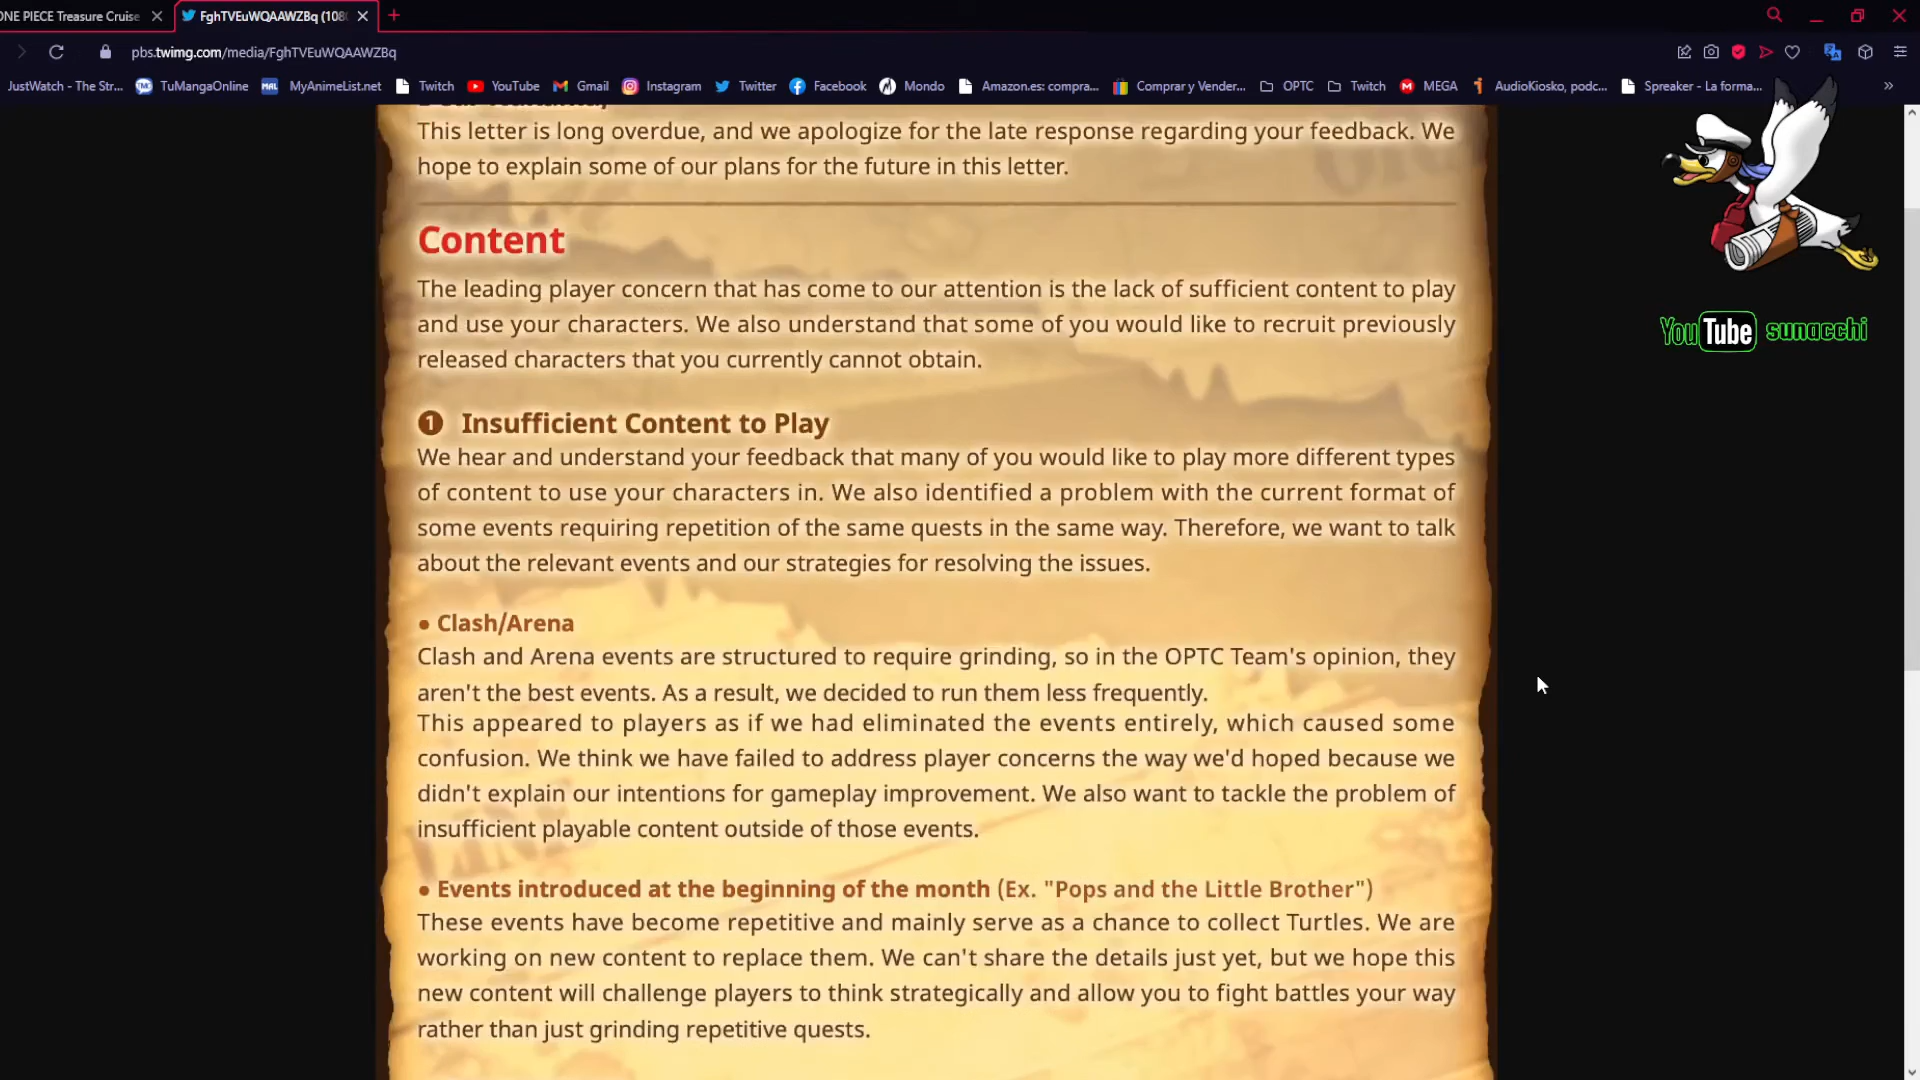 ONE PIECE Treasure Cruise
FghTVEuWQAAWZBq (108
pbs.twimg.com/media/FghTVEuWQAAWZBq
JustWatch - The Str...
TuMangaOnline
MyAnimeList.net
Twitch
YouTube
Gmail
Instagram
Twitter
Facebook
Mondo
Amazon.es: compra...
Comprar y Vender...
OPTC
Twitch
MEGA
AudioKiosko, podc...
Spreaker - La forma...
This letter is long overdue, and we apologize for the late response regarding your feedback. We
hope to explain some of our plans for the future in this letter.
Content
The leading player concern that has come to our attention is the lack of sufficient content to play
and use your characters. We also understand that some of you would like to recruit previously
released characters that you currently cannot obtain.
YouTube sunacchi
1 Insufficient Content to Play
We hear and understand your feedback that many of you would like to play more different types
of content to use your characters in. We also identified a problem with the current format of
some events requiring repetition of the same quests in the same way. Therefore, we want to talk
about the relevant events and our strategies for resolving the issues.
• Clash/Arena
Clash and Arena events are structured to require grinding, so in the OPTC Team's opinion, they
aren't the best events. As a result, we decided to run them less frequently.
This appeared to players as if we had eliminated the events entirely, which caused some
confusion. We think we have failed to address player concerns the way we'd hoped because we
didn't explain our intentions for gameplay improvement. We also want to tackle the problem of
insufficient playable content outside of those events.
• Events introduced at the beginning of the month (Ex. "Pops and the Little Brother")
These events have become repetitive and mainly serve as a chance to collect Turtles. We are
working on new content to replace them. We can't share the details just yet, but we hope this
new content will challenge players to think strategically and allow you to fight battles your way
rather than just grinding repetitive quests.